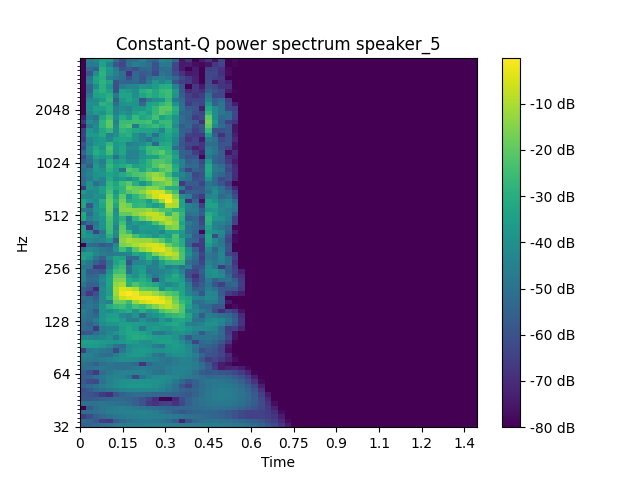 Constant-Q power spectrum speaker_5
Hz
2048
1024
512
256
128
64
32
0 0.15 0.3 0.45 0.6 0.75 0.9 1.1 1.2 1.4
Time
-10 dB
-20 dB
-30 dB
-40 dB
-50 dB
-60 dB
-70 dB
-80 dB